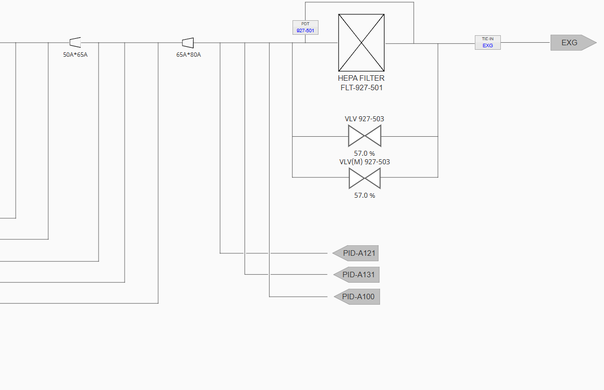 PDT
927-501
50A*65A
65A*80A
TIE-IN
EXG
EXG
HEPA FILTER
FLT-927-501
VLV 927-503
57.0 %
VLV(M) 927-503
57.0 %
PID-A121
PID-A131
PID-A100